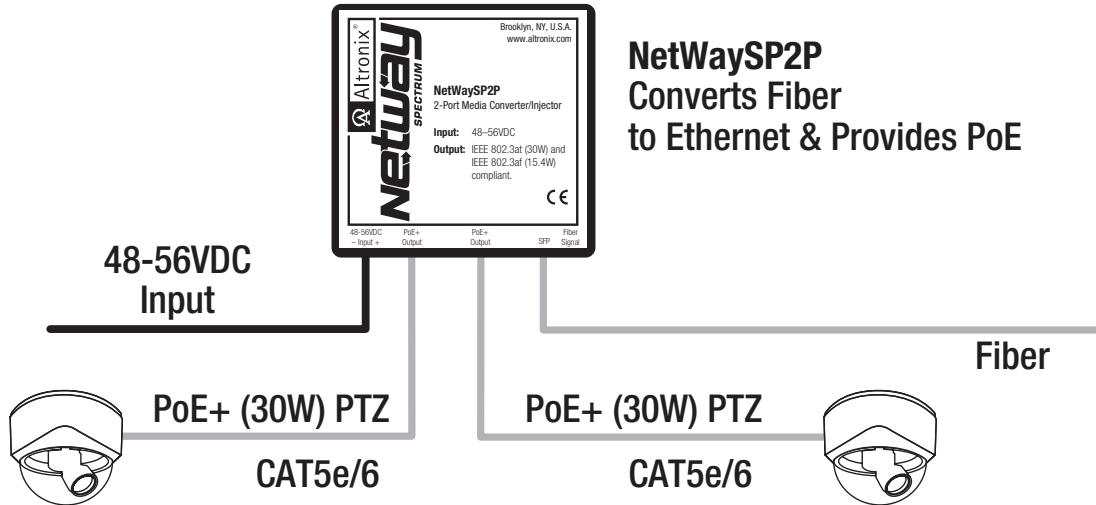 Altronix®
Netway
SPECTRUM
Brooklyn, NY, U.S.A.
www.altronix.com
NetWaySP2P
2-Port Media Converter/Injector
Input: 48–56VDC
Output: IEEE 802.3at (30W) and
IEEE 802.3af (15.4W)
compliant.
CE
48-56VDC
– Input +
PoE+
Output
PoE+
Output
SFP
Fiber
Signal
NetWaySP2P
Converts Fiber
to Ethernet & Provides PoE
48-56VDC
Input
Fiber
PoE+ (30W) PTZ
CAT5e/6
PoE+ (30W) PTZ
CAT5e/6